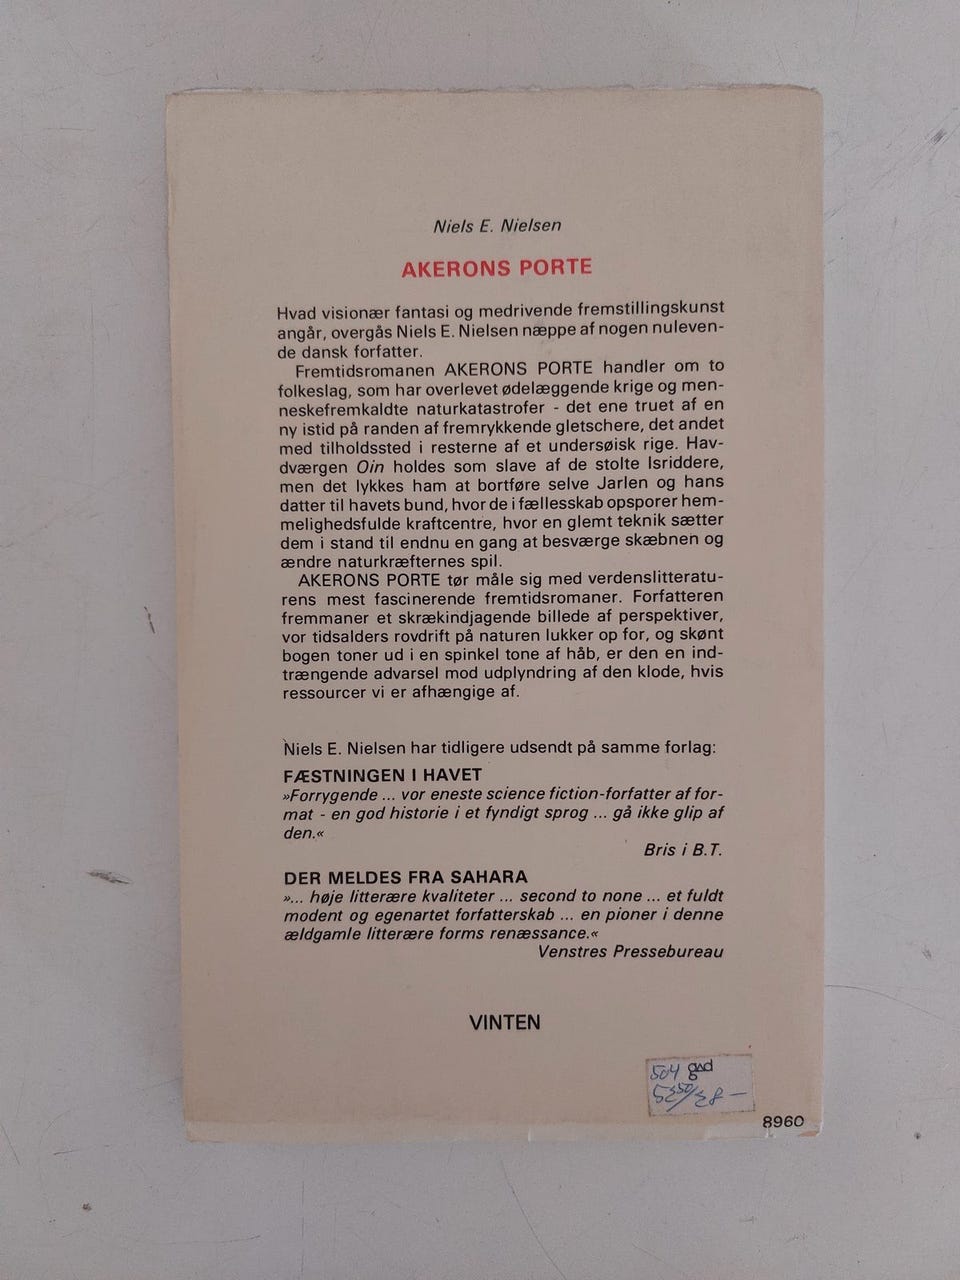 Niels E. Nielsen
AKERONS PORTE
Hvad visionær fantasi og medrivende fremstillingskunst
angår, overgås Niels E. Nielsen næppe af nogen nuleven-
de dansk forfatter.
Fremtidsromanen AKERONS PORTE handler om to
folkeslag, som har overlevet ødelæggende krige og men-
neskefremkaldte naturkatastrofer - det ene truet af en
ny istid på randen af fremrykkende gletschere, det andet
med tilholdssted i resterne af et undersøisk rige. Hav-
dværgen Oin holdes som slave af de stolte Isriddere,
men det lykkes ham at bortføre selve Jarlen og hans
datter til havets bund, hvor de i fællesskab opsporer hem-
melighedsfulde kraftcentre, hvor en glemt teknik sætter
dem i stand til endnu en gang at besværge skæbnen og
ændre naturkræfternes spil.
AKERONS PORTE tør måle sig med verdenslitteratu-
rens mest fascinerende fremtidsromaner. Forfatteren
fremmaner et skrækindjagende billede af perspektiver,
vor tidsalders rovdrift på naturen lukker op for, og skønt
bogen toner ud i en spinkel tone af håb, er den en ind-
trængende advarsel mod udplyndring af den klode, hvis
ressourcer vi er afhængige af.
Niels E. Nielsen har tidligere udsendt på samme forlag:
FÆSTNINGEN I HAVET
»Forrygende ... vor eneste science fiction-forfatter af for-
mat - en god historie i et fyndigt sprog ... gå ikke glip af
den.«
Bris i B.T.
DER MELDES FRA SAHARA
»... høje litterære kvaliteter ... second to none ... et fuldt
modent og egenartet forfatterskab ... en pioner i denne
ældgamle litterære forms renæssance.«
Venstres Pressebureau
VINTEN
504 gad
8960